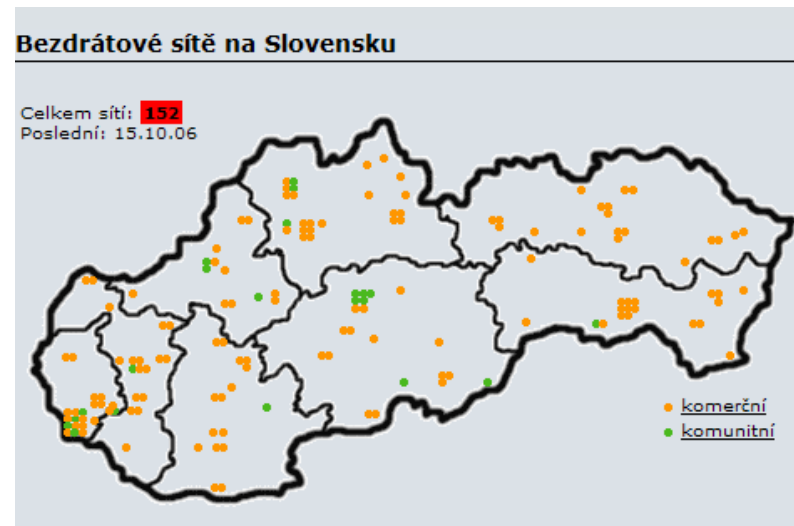 Bezdrátové sítě na Slovensku
Celkem sítí: 152
Poslední: 15.10.06
komerční
komunitní